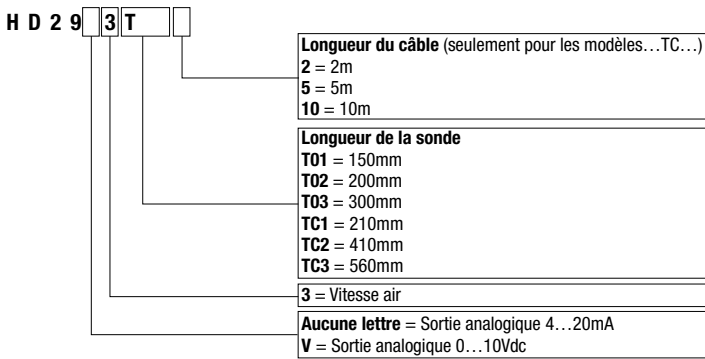 HD29 3 T
Longueur du câble (seulement pour les modèles…TC…)
2 = 2m
5 = 5m
10 = 10m
Longueur de la sonde
T01 = 150mm
T02 = 200mm
T03 = 300mm
TC1 = 210mm
TC2 = 410mm
TC3 = 560mm
3 = Vitesse air
Aucune lettre = Sortie analogique 4…20mA
V = Sortie analogique 0…10Vdc